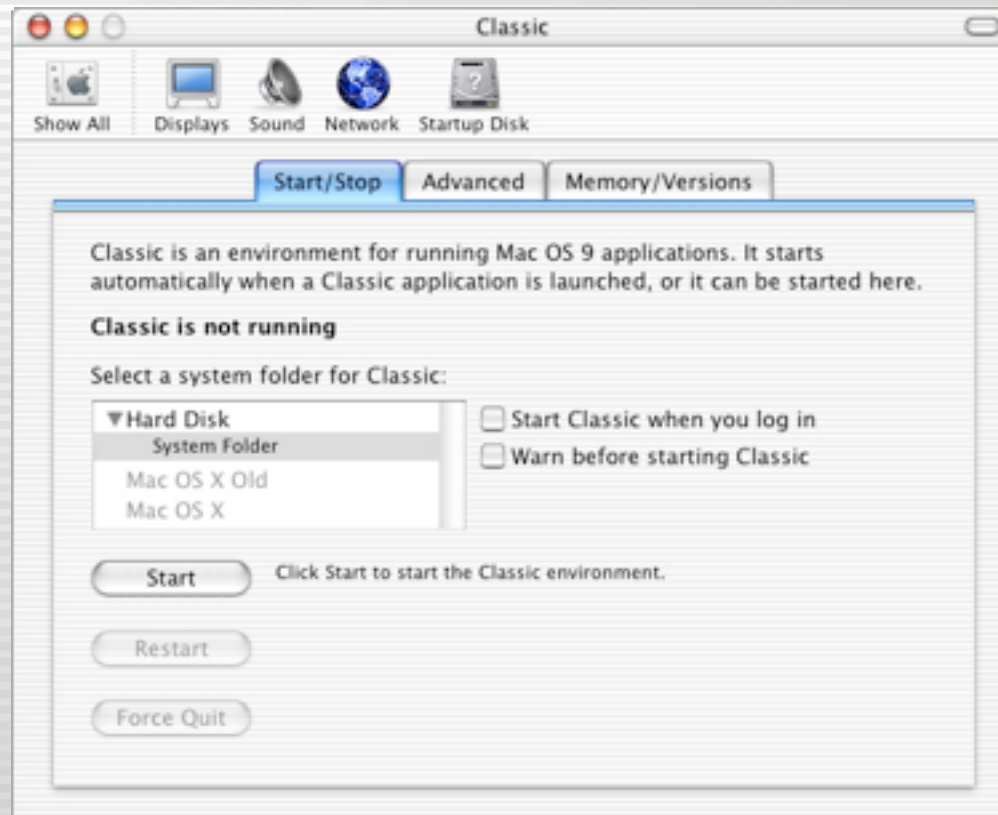 Classic
Show All Displays Sound Network Startup Disk
Start/Stop Advanced Memory/Versions
Classic is an environment for running Mac OS 9 applications. It starts
automatically when a Classic application is launched, or it can be started here.
Classic is not running
Select a system folder for Classic:
Hard Disk
System Folder
Mac OS X Old
Mac OS X
Start Classic when you log in
Warn before starting Classic
Start Click Start to start the Classic environment.
Restart
Force Quit